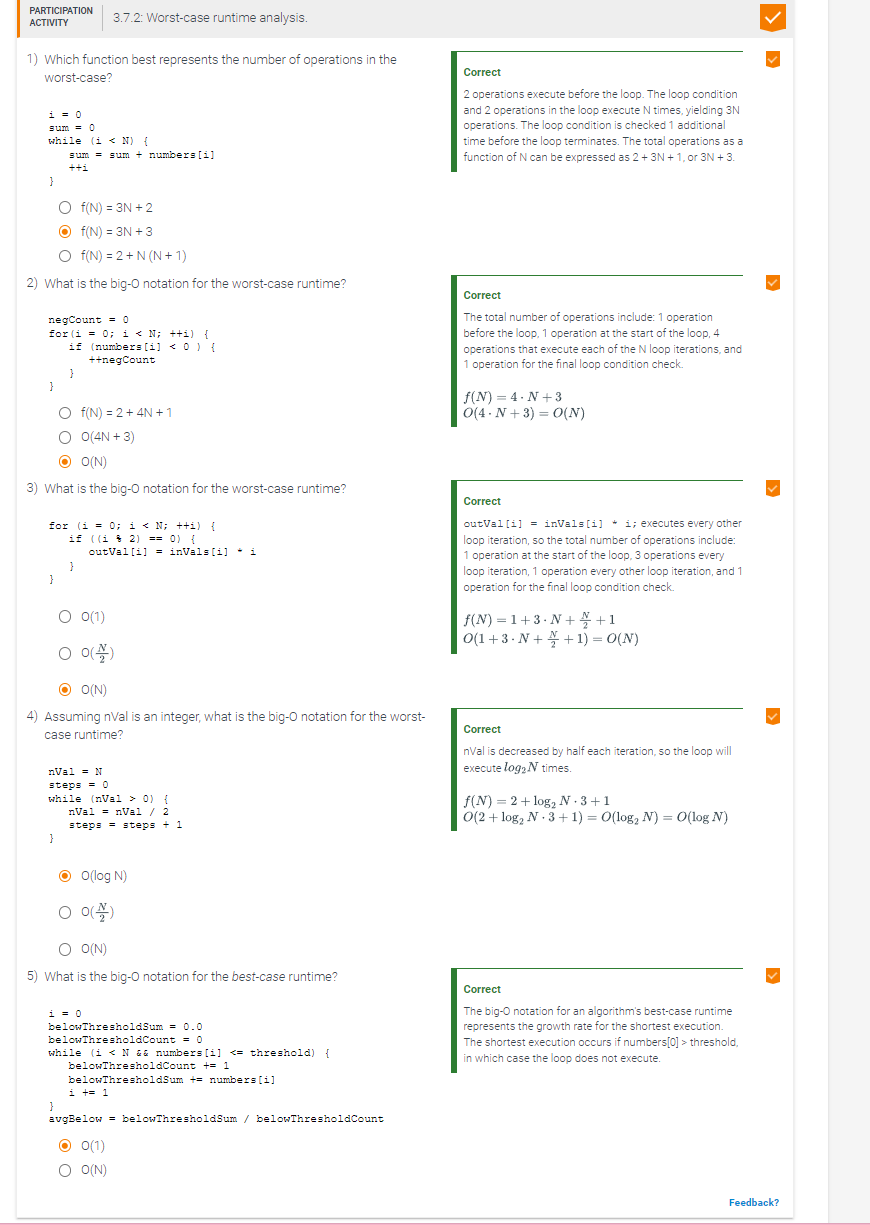 PARTICIPATION
ACTIVITY
3.7.2: Worst-case runtime analysis.
1) Which function best represents the number of operations in the
worst-case?
i = 0
sum = 0
while (i < N) {
   sum = sum + numbers[i]
   ++i
}
f(N) = 3N + 2
f(N) = 3N + 3
f(N) = 2 + N (N + 1)
Correct
2 operations execute before the loop. The loop condition
and 2 operations in the loop execute N times, yielding 3N
operations. The loop condition is checked 1 additional
time before the loop terminates. The total operations as a
function of N can be expressed as 2 + 3N + 1, or 3N + 3.
2) What is the big-O notation for the worst-case runtime?
negCount = 0
for(i = 0; i < N; ++i) {
   if (numbers[i] < 0 ) {
      ++negCount
   }
}
f(N) = 2 + 4N + 1
O(4N + 3)
O(N)
Correct
The total number of operations include: 1 operation
before the loop, 1 operation at the start of the loop, 4
operations that execute each of the N loop iterations, and
1 operation for the final loop condition check.
f(N) = 4 · N + 3
O(4 · N + 3) = O(N)
3) What is the big-O notation for the worst-case runtime?
for (i = 0; i < N; ++i) {
   if ((i % 2) == 0) {
      outVal[i] = inVals[i] * i
   }
}
O(1)
O(N/2)
O(N)
Correct
outVal[i] = inVals[i] * i; executes every other
loop iteration, so the total number of operations include:
1 operation at the start of the loop, 3 operations every
loop iteration, 1 operation every other loop iteration, and 1
operation for the final loop condition check.
f(N) = 1 + 3 · N + N/2 + 1
O(1 + 3 · N + N/2 + 1) = O(N)
4) Assuming nVal is an integer, what is the big-O notation for the worst-
case runtime?
nVal = N
steps = 0
while (nVal > 0) {
   nVal = nVal / 2
   steps = steps + 1
}
O(log N)
O(N/2)
O(N)
Correct
nVal is decreased by half each iteration, so the loop will
execute log₂N times.
f(N) = 2 + log₂ N · 3 + 1
O(2 + log₂ N · 3 + 1) = O(log₂ N) = O(log N)
5) What is the big-O notation for the best-case runtime?
i = 0
belowThresholdSum = 0.0
belowThresholdCount = 0
while (i < N && numbers[i] <= threshold) {
   belowThresholdCount += 1
   belowThresholdSum += numbers[i]
   i += 1
}
avgBelow = belowThresholdSum / belowThresholdCount
O(1)
O(N)
Correct
The big-O notation for an algorithm's best-case runtime
represents the growth rate for the shortest execution.
The shortest execution occurs if numbers[0] > threshold,
in which case the loop does not execute.
Feedback?